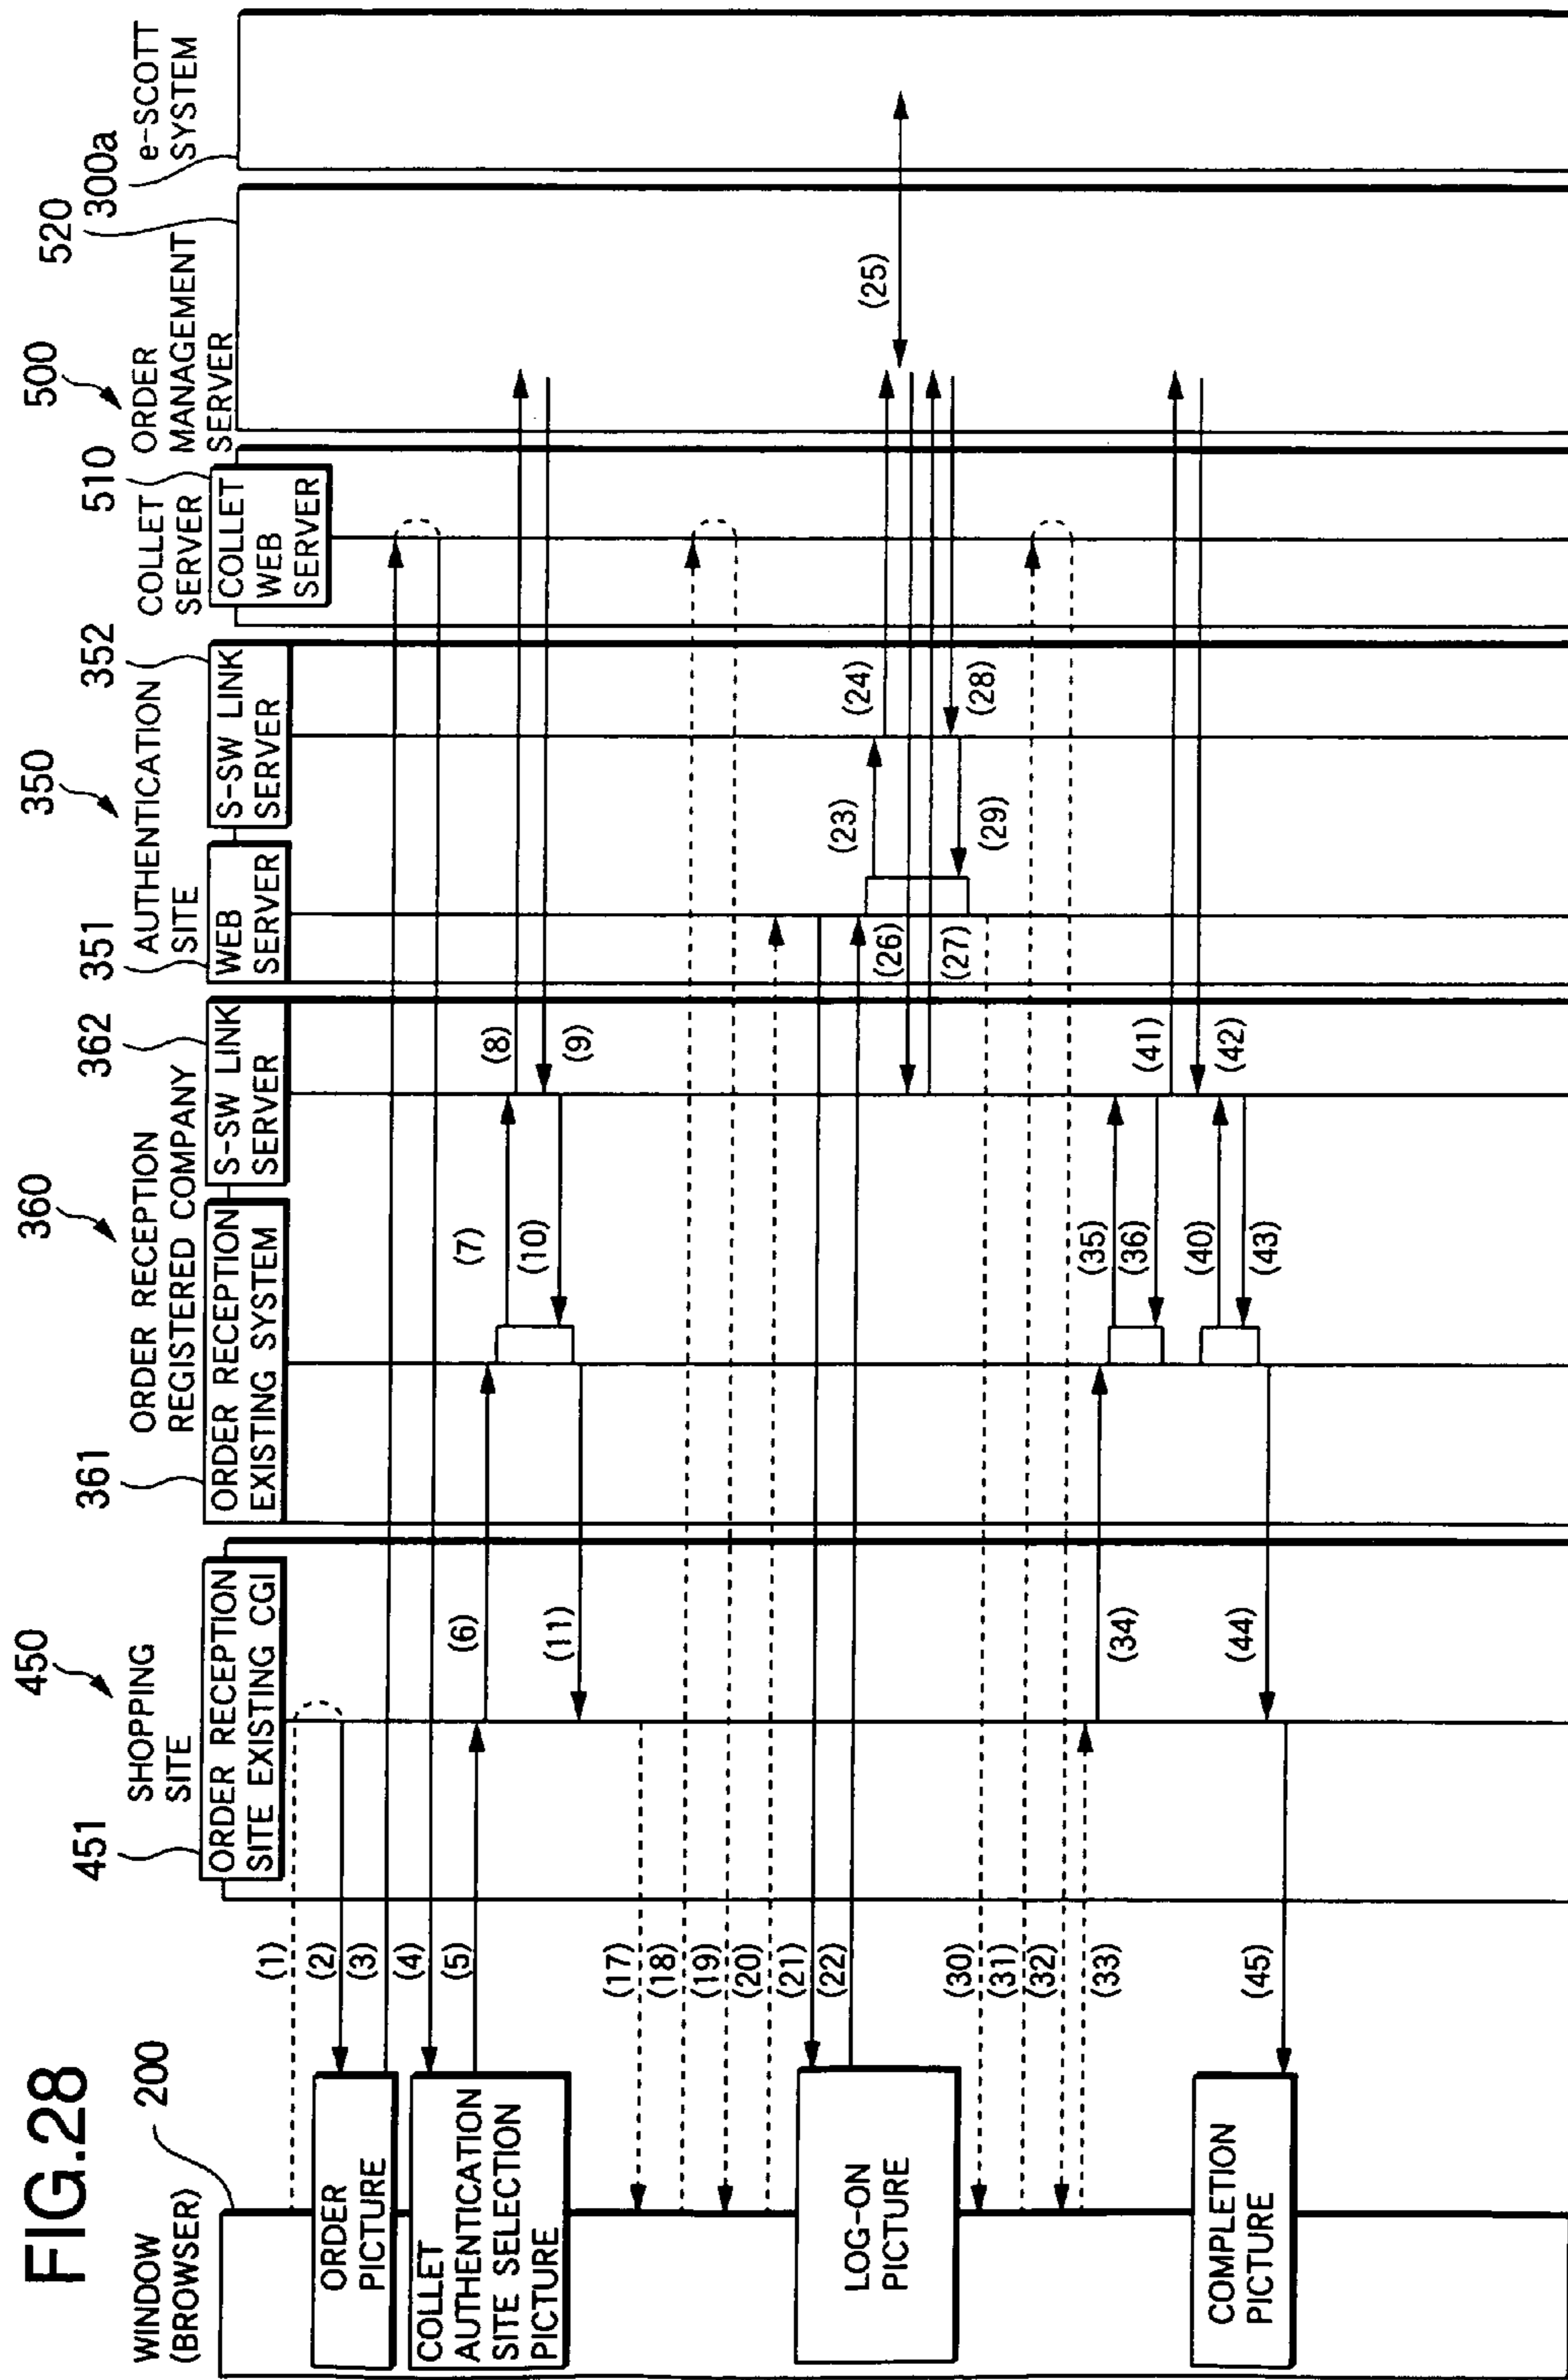 FIG.28
WINDOW
(BROWSER)
200
450
SHOPPING
SITE
451
ORDER RECEPTION
SITE EXISTING CGI
360
ORDER RECEPTION
REGISTERED COMPANY
361
362
ORDER RECEPTION
EXISTING SYSTEM
S-SW LINK
SERVER
350
AUTHENTICATION
SITE
351
352
WEB
SERVER
S-SW LINK
SERVER
COLLET
SERVER
510
COLLET
WEB
SERVER
500
ORDER
MANAGEMENT
SERVER
520
300a
e-SCOTT
SYSTEM
(1)
(2)
ORDER
PICTURE
(3)
(4)
COLLET
AUTHENTICATION
SITE SELECTION
PICTURE
(5)
(6)
(7)
(8)
(9)
(10)
(11)
(17)
(18)
(19)
(20)
(21)
LOG-ON
PICTURE
(22)
(23)
(24)
(25)
(26)
(27)
(28)
(29)
(30)
(31)
(32)
(33)
(34)
(35)
(36)
(40)
(41)
(42)
(43)
(44)
(45)
COMPLETION
PICTURE